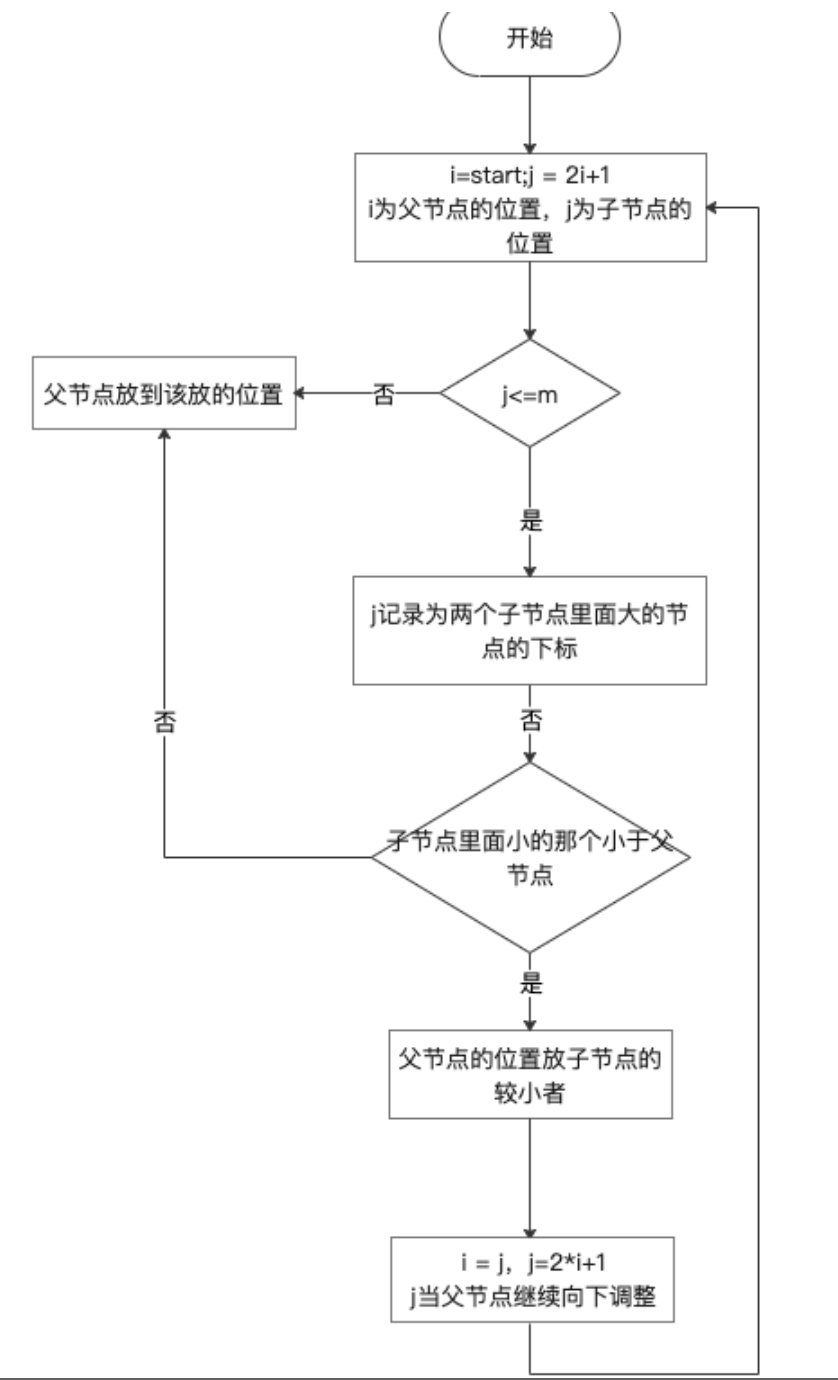 开始
i=start;j = 2i+1
i为父节点的位置，j为子节点的
位置
父节点放到该放的位置
否
j<=m
是
j记录为两个子节点里面大的节
点的下标
否
否
子节点里面小的那个小于父
节点
是
父节点的位置放子节点的
较小者
i = j，j=2*i+1
j当父节点继续向下调整